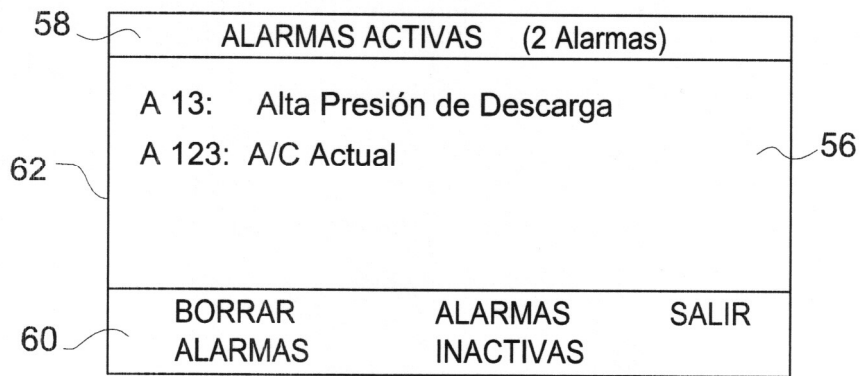 58
ALARMAS ACTIVAS (2 Alarmas)
A 13: Alta Presión de Descarga
A 123: A/C Actual
56
62
BORRAR ALARMAS SALIR
60
ALARMAS INACTIVAS